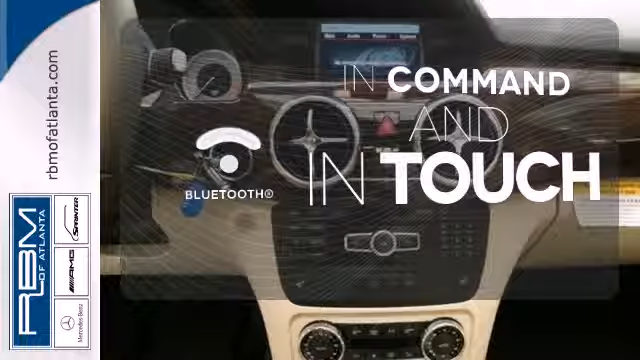 rbmofatlanta.com
RBM
OF ATLANTA
SPRINTER
AMG
Mercedes-Benz
IN COMMAND
AND
IN TOUCH
BLUETOOTH®